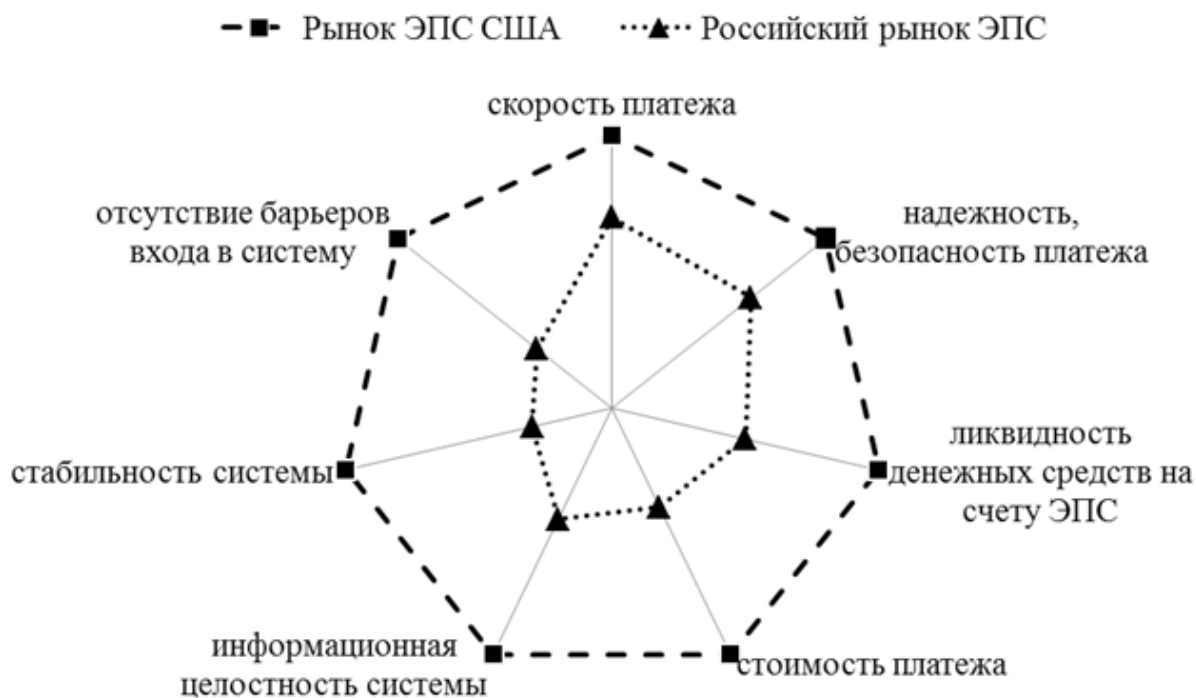 Рынок ЭПС США
Российский рынок ЭПС
скорость платежа
отсутствие барьеров
входа в систему
надежность,
безопасность платежа
стабильность системы
ликвидность
денежных средств на
счету ЭПС
информационная
целостность системы
стоимость платежа